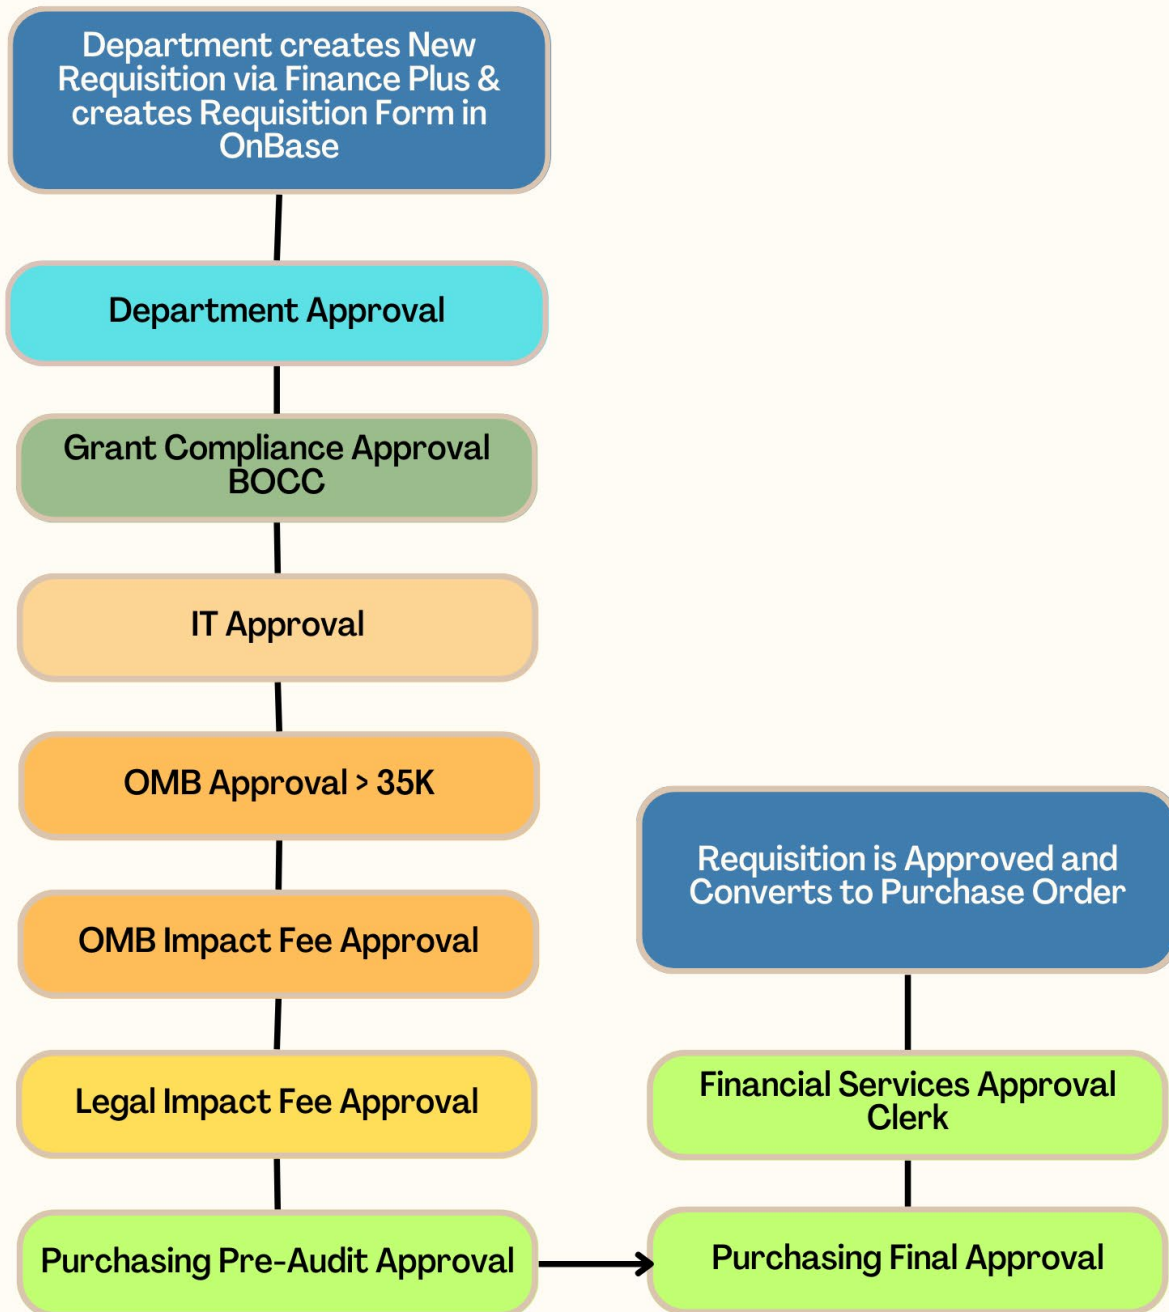 Department creates New
Requisition via Finance Plus &
creates Requisition Form in
OnBase
Department Approval
Grant Compliance Approval
BOCC
IT Approval
OMB Approval > 35K
OMB Impact Fee Approval
Legal Impact Fee Approval
Purchasing Pre-Audit Approval
Purchasing Final Approval
Financial Services Approval
Clerk
Requisition is Approved and
Converts to Purchase Order